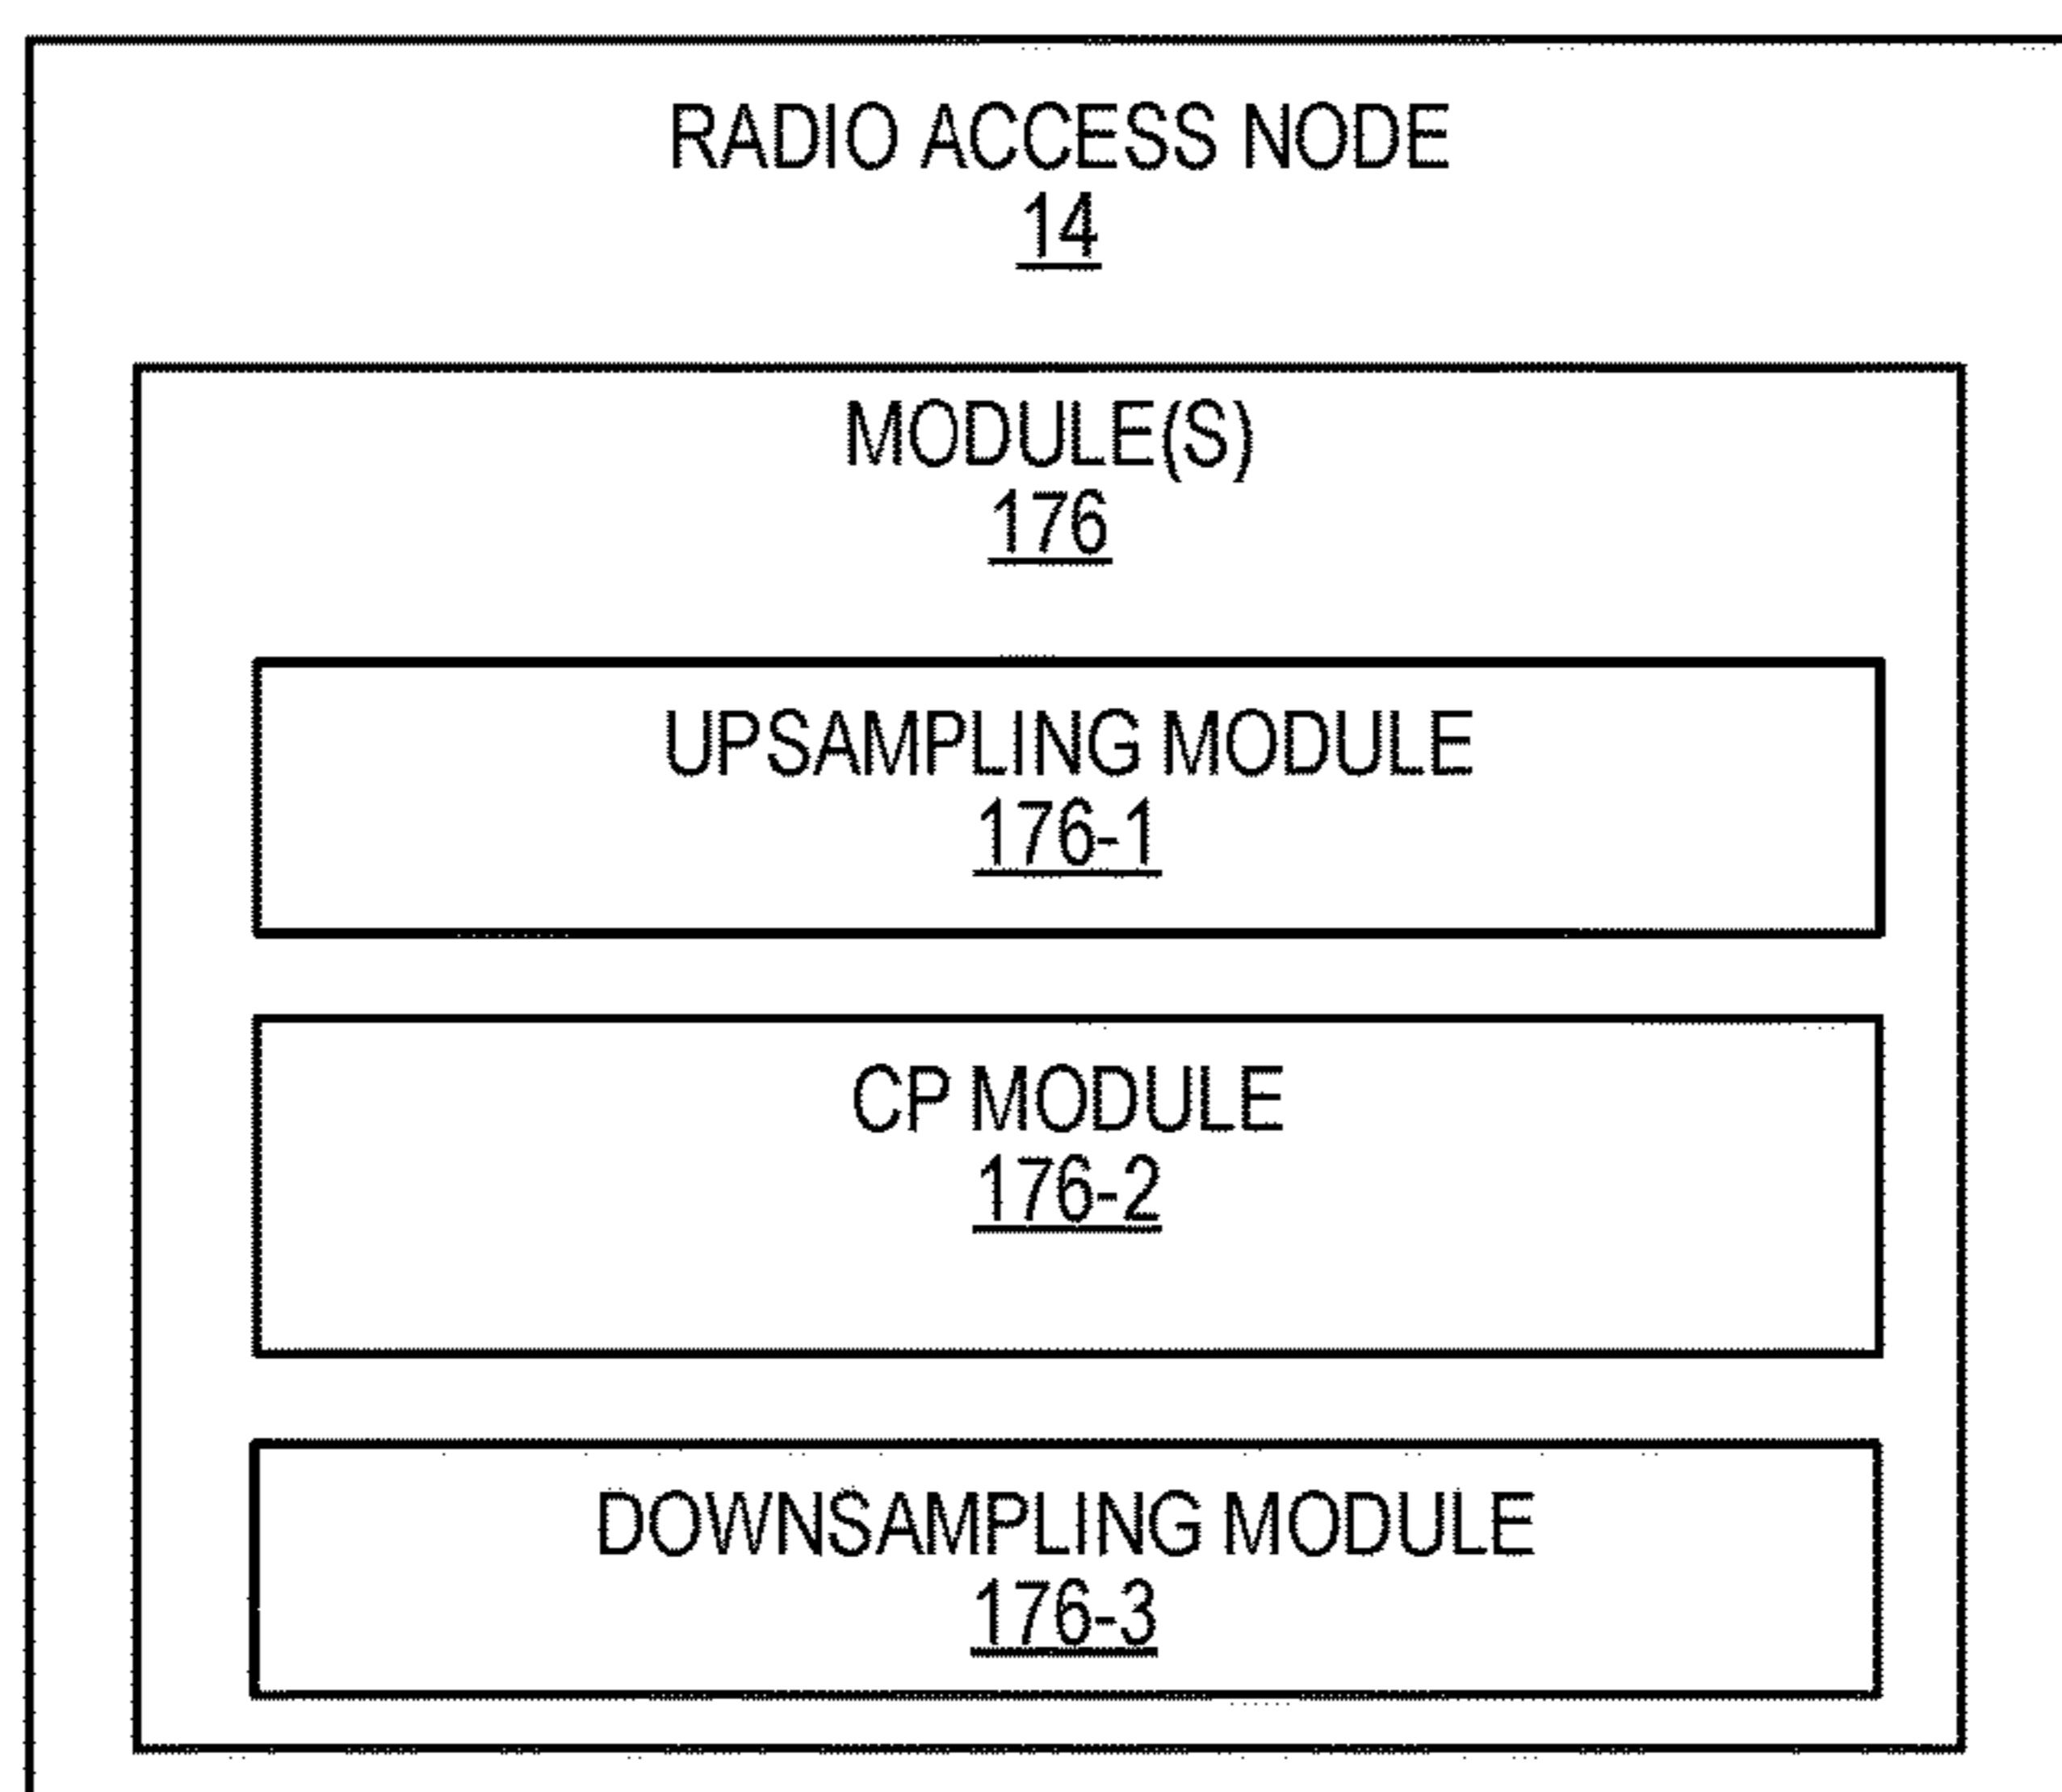 RADIO ACCESS NODE
14
MODULE(S)
176
UPSAMPLING MODULE
176-1
CP MODULE
176-2
DOWNSAMPLING MODULE
176-3